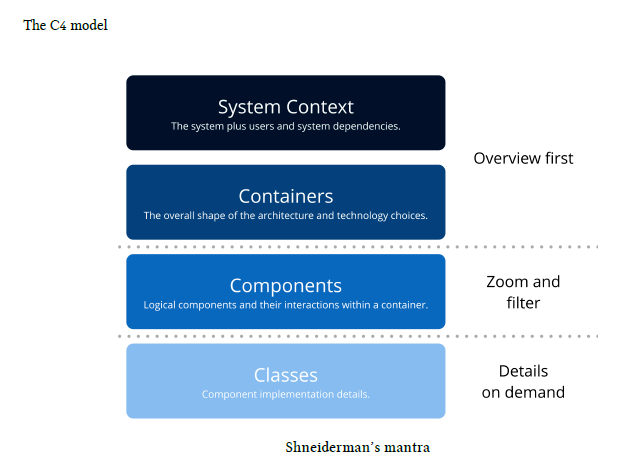 The C4 model
System Context
The system plus users and system dependencies.
Overview first
Containers
The overall shape of the architecture and technology choices.
Components
Logical components and their interactions within a container.
Zoom and
filter
Classes
Component implementation details.
Details
on demand
Shneiderman’s mantra